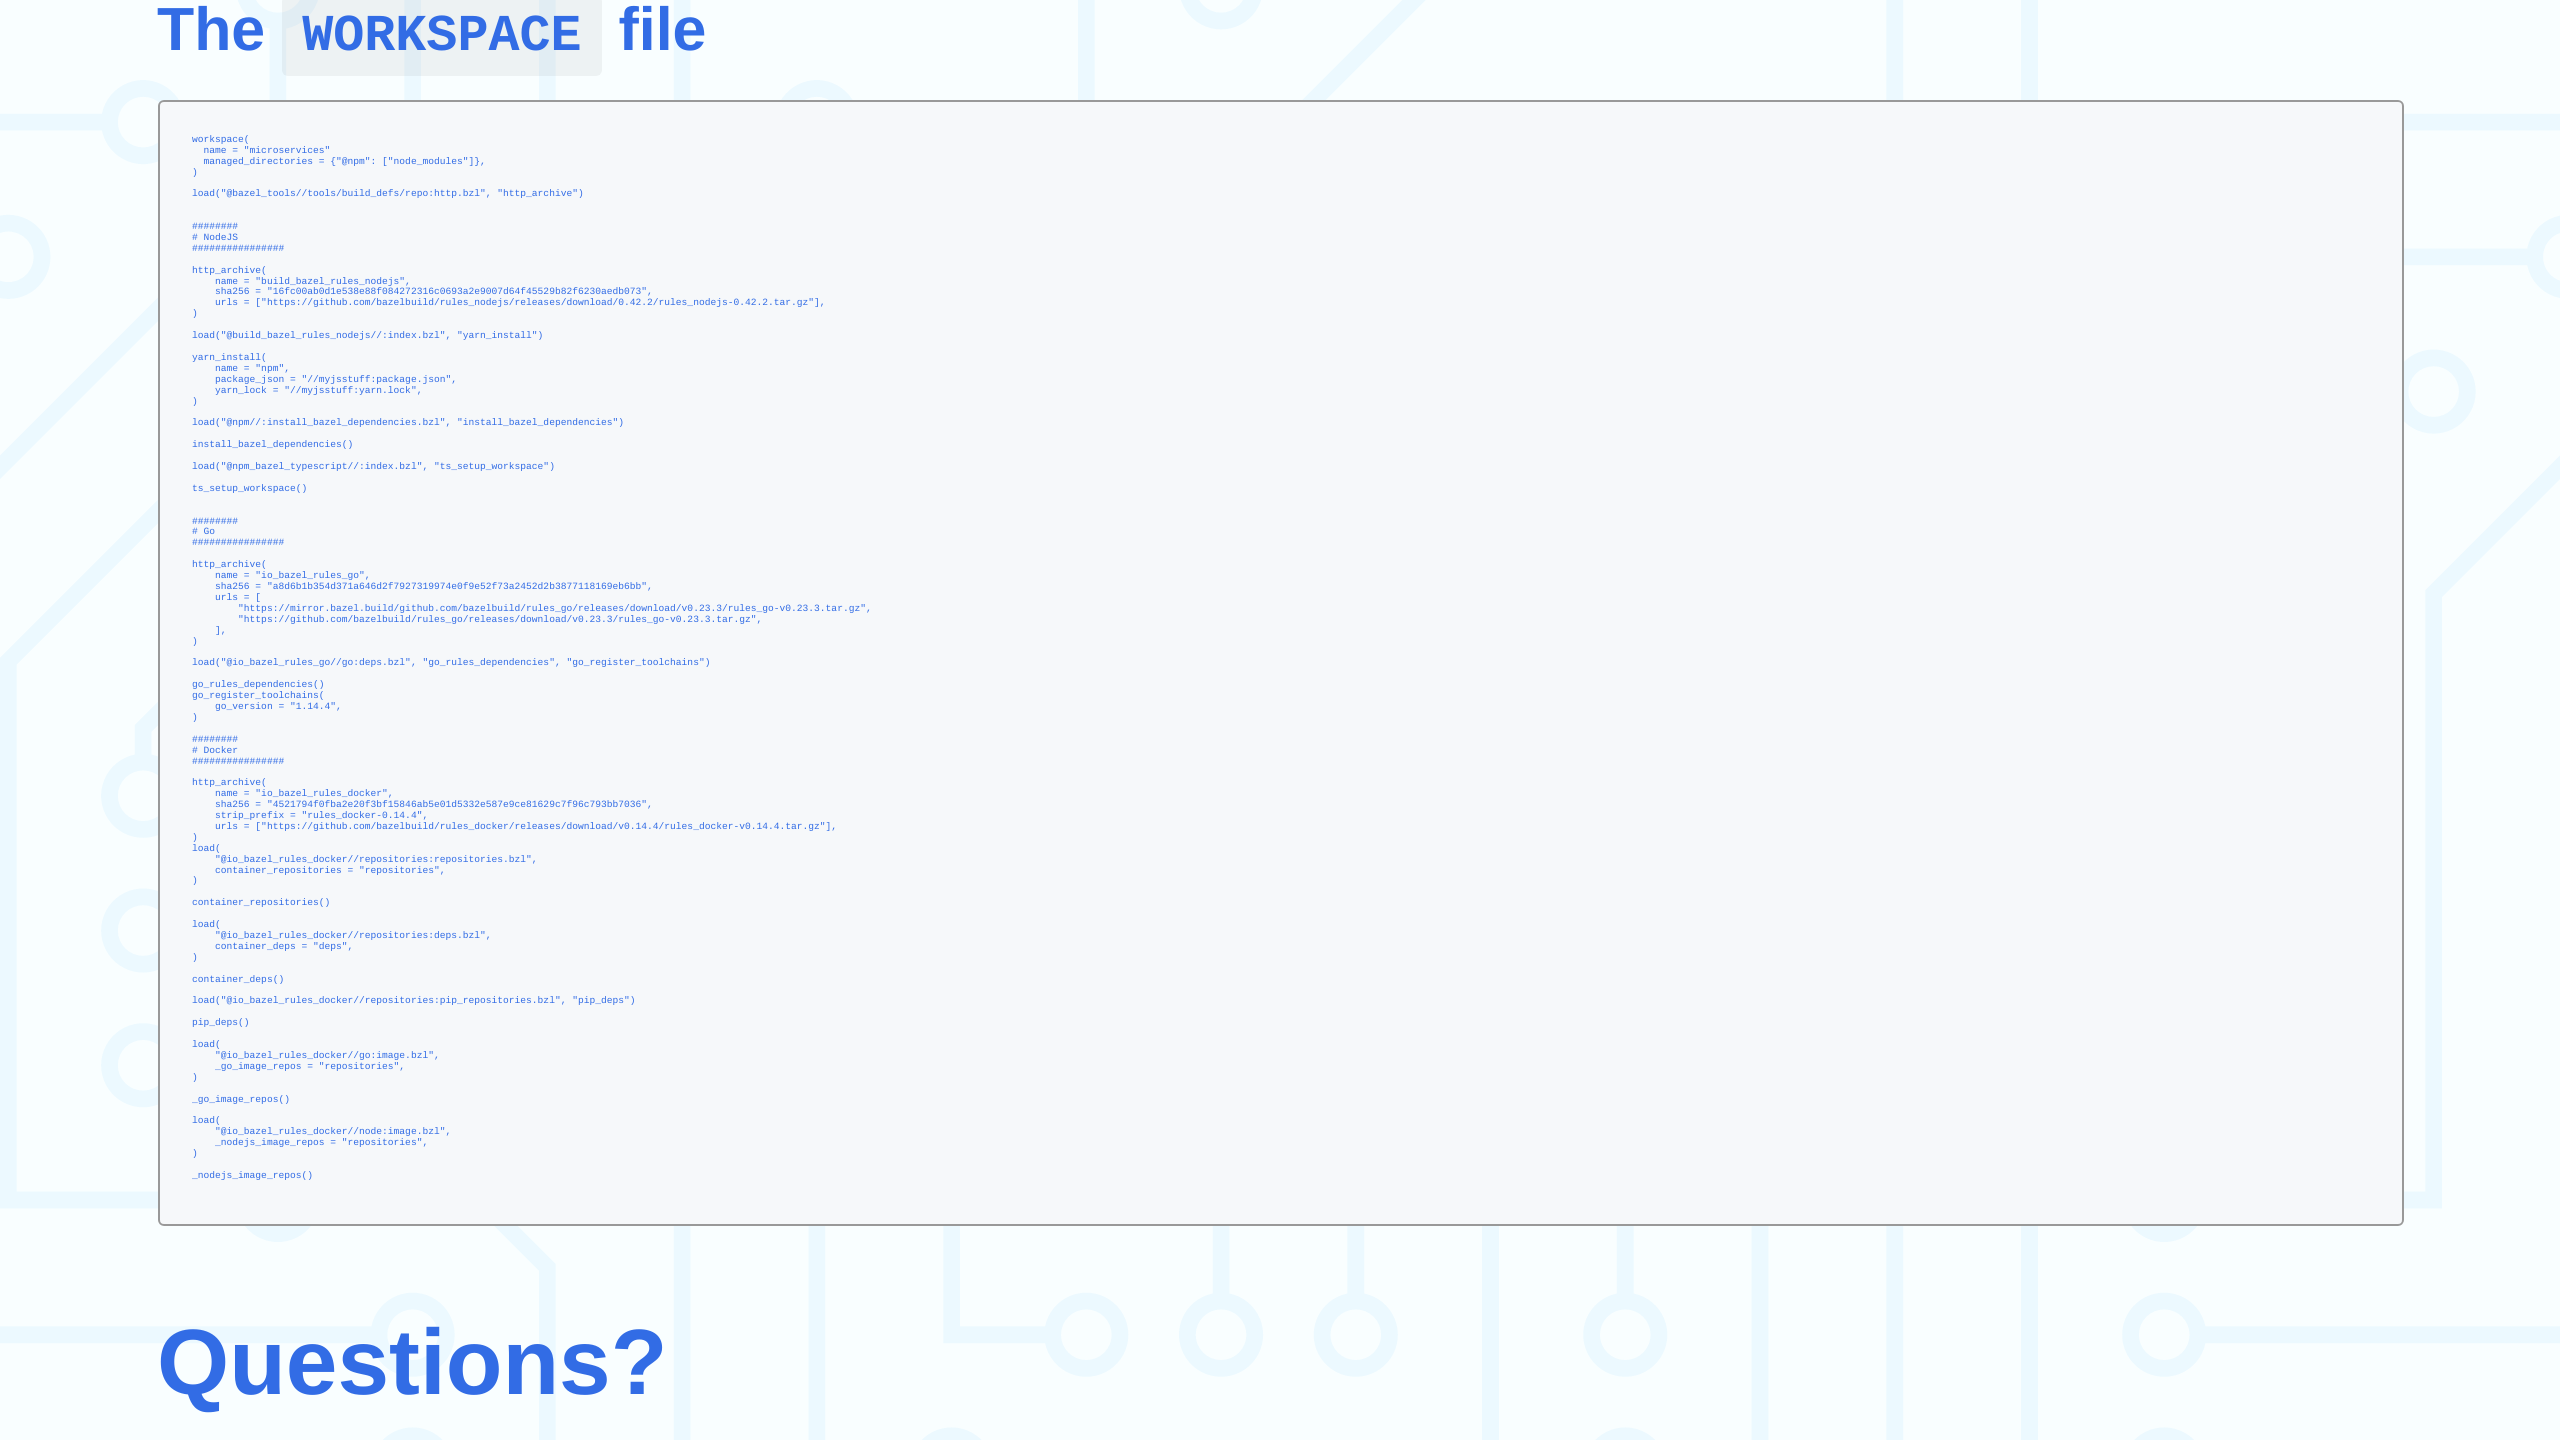 The WORKSPACE file
workspace(
  name = "microservices"
  managed_directories = {"@npm": ["node_modules"]},
)
load("@bazel_tools//tools/build_defs/repo:http.bzl", "http_archive")
########
# NodeJS
################
http_archive(
    name = "build_bazel_rules_nodejs",
    sha256 = "16fc00ab0d1e538e88f084272316c0693a2e9007d64f45529b82f6230aedb073",
    urls = ["https://github.com/bazelbuild/rules_nodejs/releases/download/0.42.2/rules_nodejs-0.42.2.tar.gz"],
)
load("@build_bazel_rules_nodejs//:index.bzl", "yarn_install")
yarn_install(
    name = "npm",
    package_json = "//myjsstuff:package.json",
    yarn_lock = "//myjsstuff:yarn.lock",
)
load("@npm//:install_bazel_dependencies.bzl", "install_bazel_dependencies")
install_bazel_dependencies()
load("@npm_bazel_typescript//:index.bzl", "ts_setup_workspace")
ts_setup_workspace()
########
# Go
################
http_archive(
    name = "io_bazel_rules_go",
    sha256 = "a8d6b1b354d371a646d2f7927319974e0f9e52f73a2452d2b3877118169eb6bb",
    urls = [
        "https://mirror.bazel.build/github.com/bazelbuild/rules_go/releases/download/v0.23.3/rules_go-v0.23.3.tar.gz",
        "https://github.com/bazelbuild/rules_go/releases/download/v0.23.3/rules_go-v0.23.3.tar.gz",
    ],
)
load("@io_bazel_rules_go//go:deps.bzl", "go_rules_dependencies", "go_register_toolchains")
go_rules_dependencies()
go_register_toolchains(
    go_version = "1.14.4",
)
########
# Docker
################
http_archive(
    name = "io_bazel_rules_docker",
    sha256 = "4521794f0fba2e20f3bf15846ab5e01d5332e587e9ce81629c7f96c793bb7036",
    strip_prefix = "rules_docker-0.14.4",
    urls = ["https://github.com/bazelbuild/rules_docker/releases/download/v0.14.4/rules_docker-v0.14.4.tar.gz"],
)
load(
    "@io_bazel_rules_docker//repositories:repositories.bzl",
    container_repositories = "repositories",
)
container_repositories()
load(
    "@io_bazel_rules_docker//repositories:deps.bzl",
    container_deps = "deps",
)
container_deps()
load("@io_bazel_rules_docker//repositories:pip_repositories.bzl", "pip_deps")
pip_deps()
load(
    "@io_bazel_rules_docker//go:image.bzl",
    _go_image_repos = "repositories",
)
_go_image_repos()
load(
    "@io_bazel_rules_docker//node:image.bzl",
    _nodejs_image_repos = "repositories",
)
_nodejs_image_repos()
Questions?